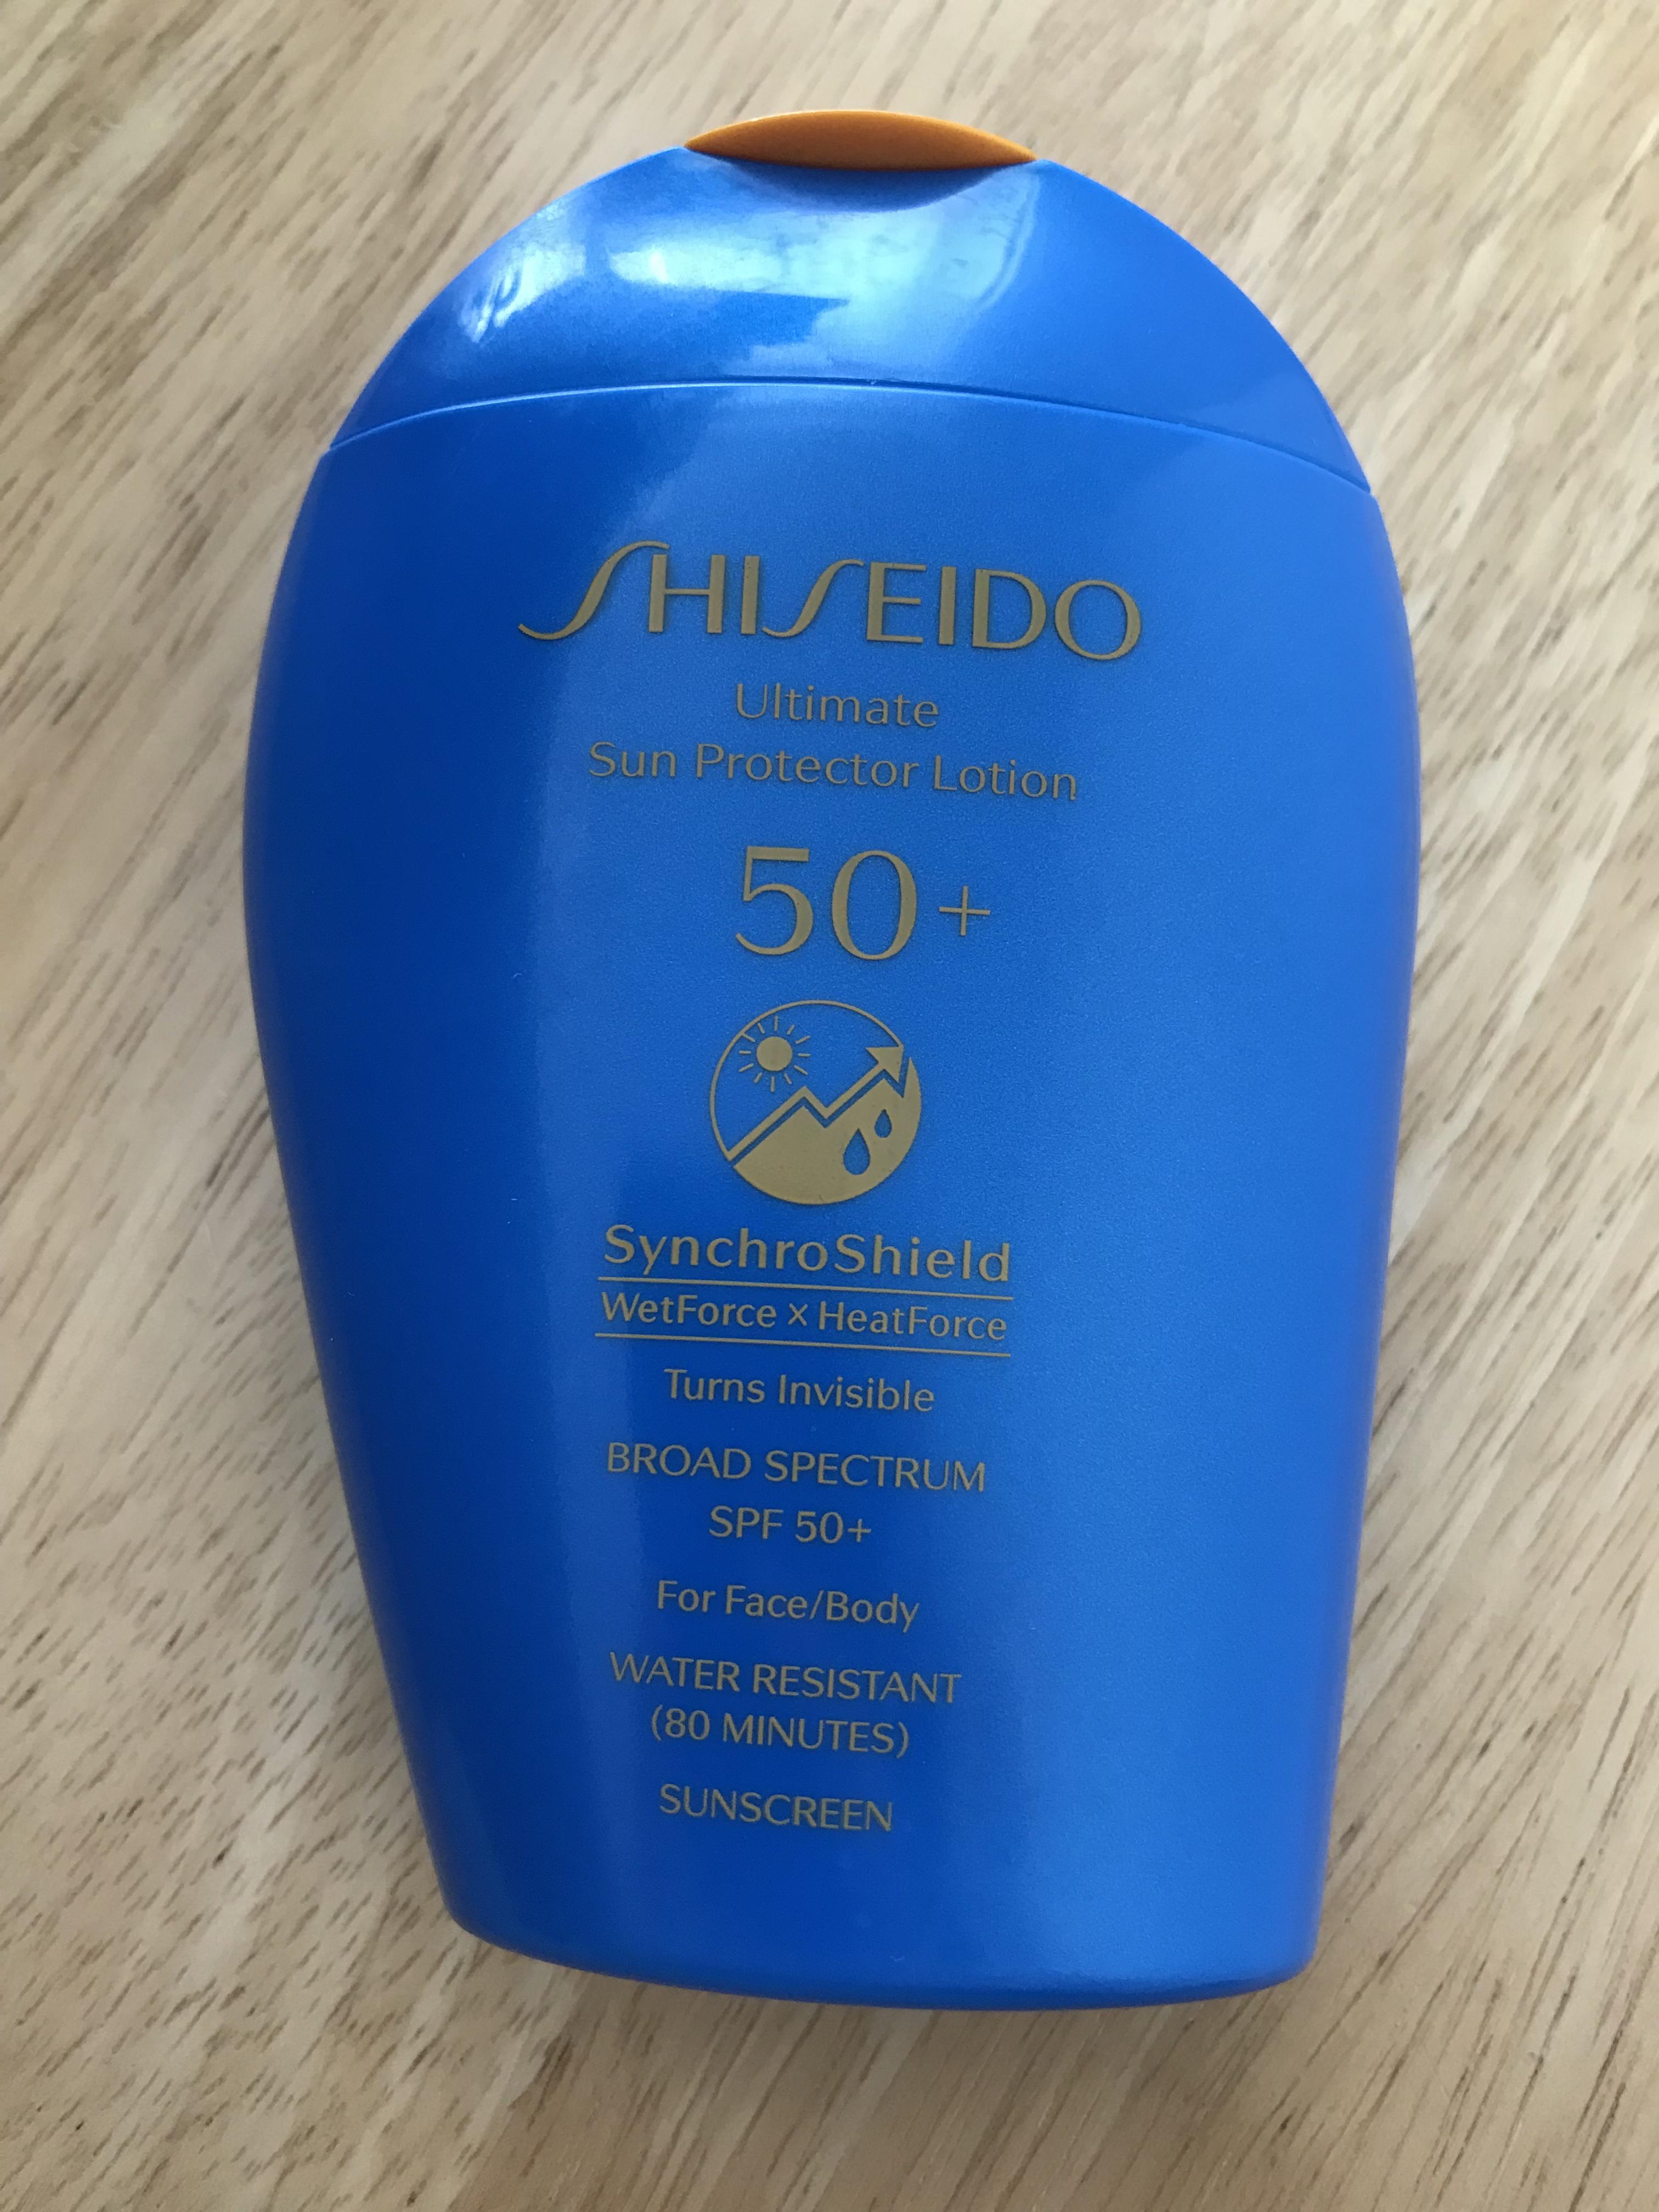 SHISEIDO
Ultimate
Sun Protector Lotion
50+
SynchroShield
WetForce × HeatForce
Turns Invisible
BROAD SPECTRUM
SPF 50+
For Face/Body
WATER RESISTANT
(80 MINUTES)
SUNSCREEN